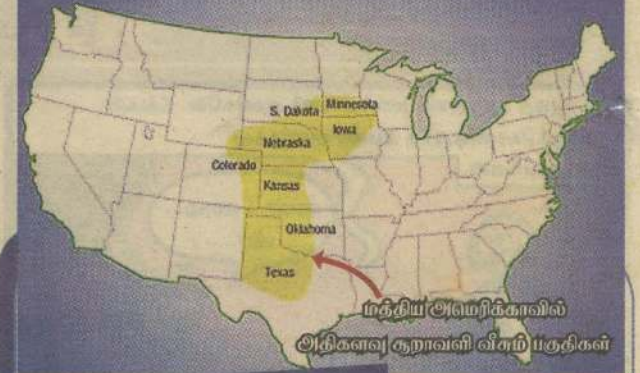 S. Dakota
Minnesota
Iowa
Nebraska
Colorado
Kansas
Oklahoma
Texas
மத்திய அமெரிக்காவில்
அதிகளவு சூறாவளி வீசும் பகுதிகள்